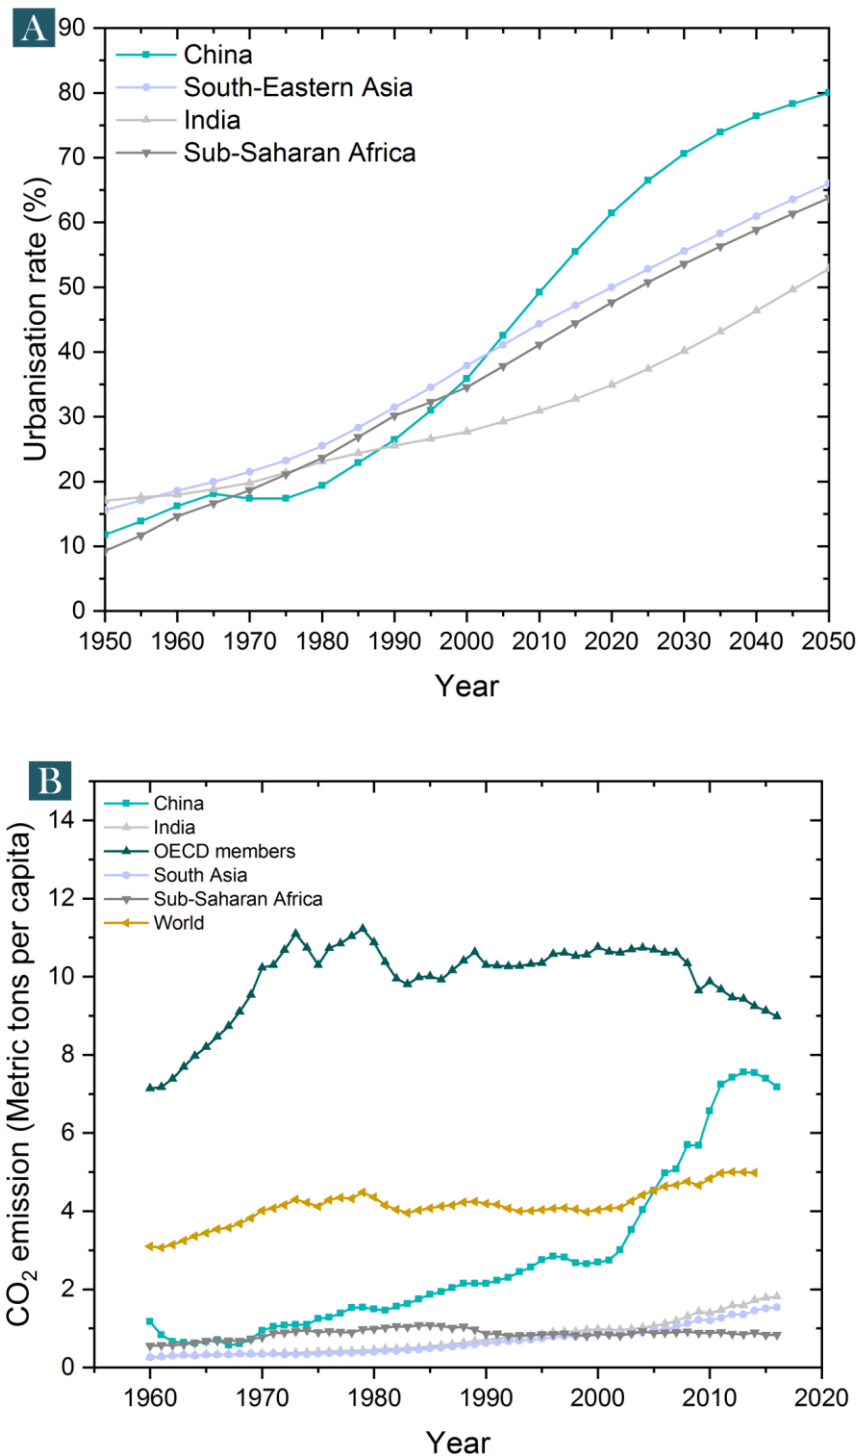 A
90
80
70
60
50
40
30
20
10
0
Urbanisation rate (%)
China
South-Eastern Asia
India
Sub-Saharan Africa
1950 1960 1970 1980 1990 2000 2010 2020 2030 2040 2050
Year
B
14
12
10
8
6
4
2
0
CO₂ emission (Metric tons per capita)
China
India
OECD members
South Asia
Sub-Saharan Africa
World
1960 1970 1980 1990 2000 2010 2020
Year